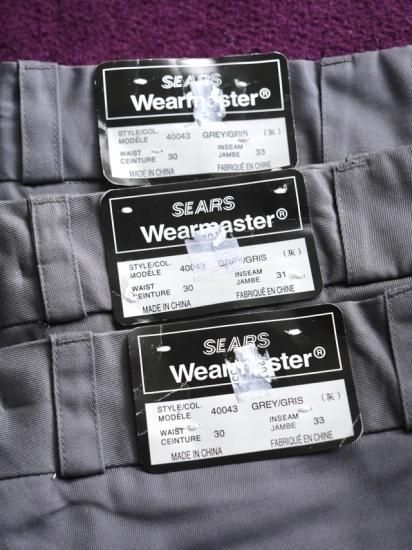 SEARS
Wearmaster®
STYLE/COL. 40043 GREY/GRIS (灰)
MODÈLE
WAIST 30 INSEAM 33
CEINTURE JAMBE
MADE IN CHINA FABRIQUÉ EN CHINE
SEARS
Wearmaster®
STYLE/COL. 40043 GREY/GRIS (灰)
MODÈLE
WAIST 30 INSEAM 31
CEINTURE JAMBE
MADE IN CHINA FABRIQUÉ EN CHINE
SEARS
Wearmaster®
STYLE/COL. 40043 GREY/GRIS (灰)
MODÈLE
WAIST 30 INSEAM 33
CEINTURE JAMBE
MADE IN CHINA FABRIQUÉ EN CHINE